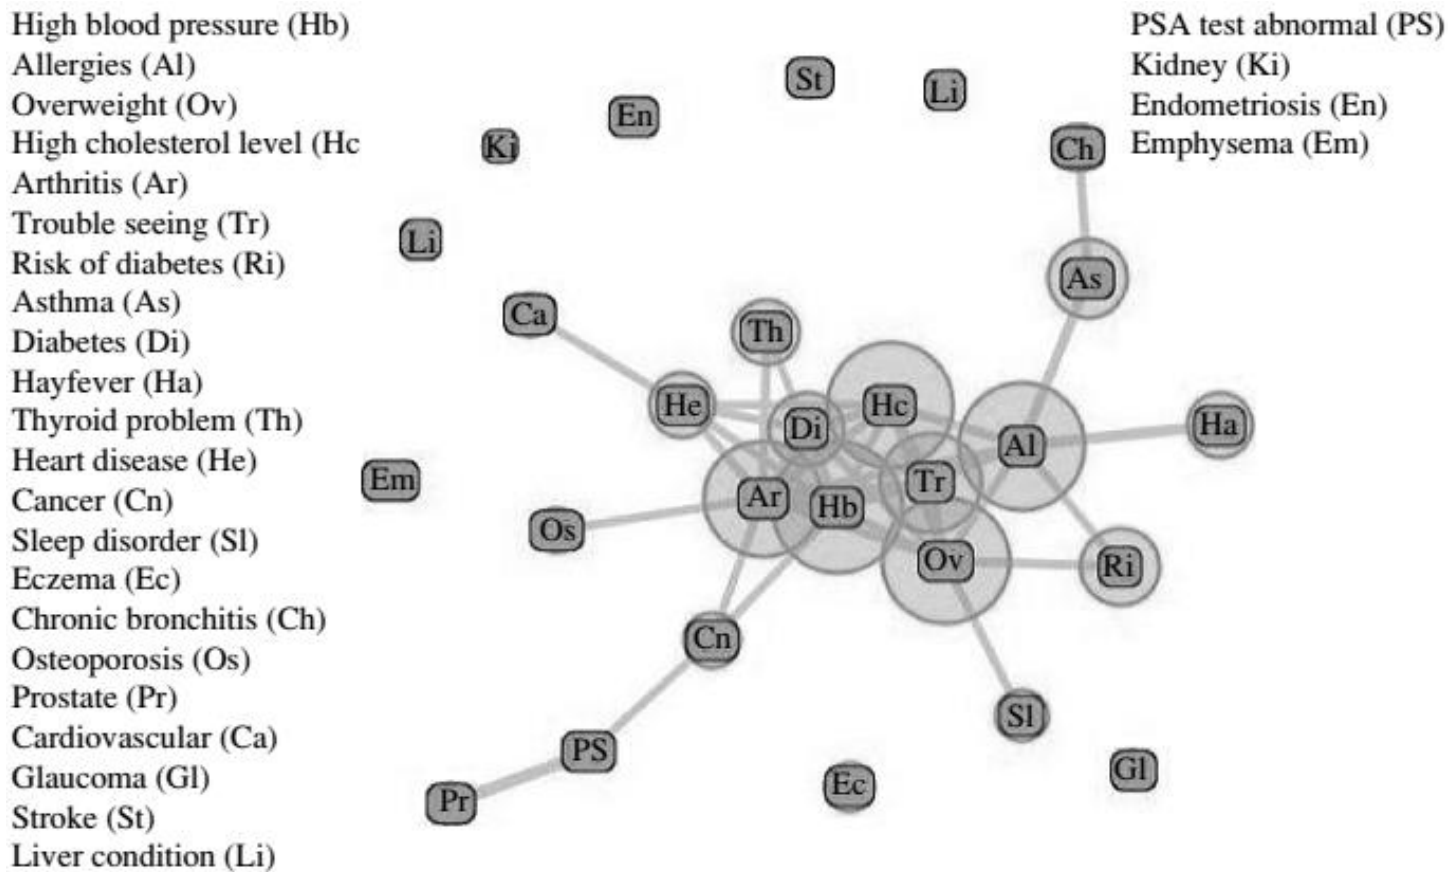 High blood pressure (Hb)
Allergies (Al)
Overweight (Ov)
High cholesterol level (Hc
Arthritis (Ar)
Trouble seeing (Tr)
Risk of diabetes (Ri)
Asthma (As)
Diabetes (Di)
Hayfever (Ha)
Thyroid problem (Th)
Heart disease (He)
Cancer (Cn)
Sleep disorder (Sl)
Eczema (Ec)
Chronic bronchitis (Ch)
Osteoporosis (Os)
Prostate (Pr)
Cardiovascular (Ca)
Glaucoma (Gl)
Stroke (St)
Liver condition (Li)
PSA test abnormal (PS)
Kidney (Ki)
Endometriosis (En)
Emphysema (Em)
St
Li
En
Ki
Ch
Li
As
Ca
Th
He
Hc
Di
Ha
Al
Em
Tr
Ar
Hb
Os
Ov
Ri
Cn
Sl
PS
Gl
Ec
Pr